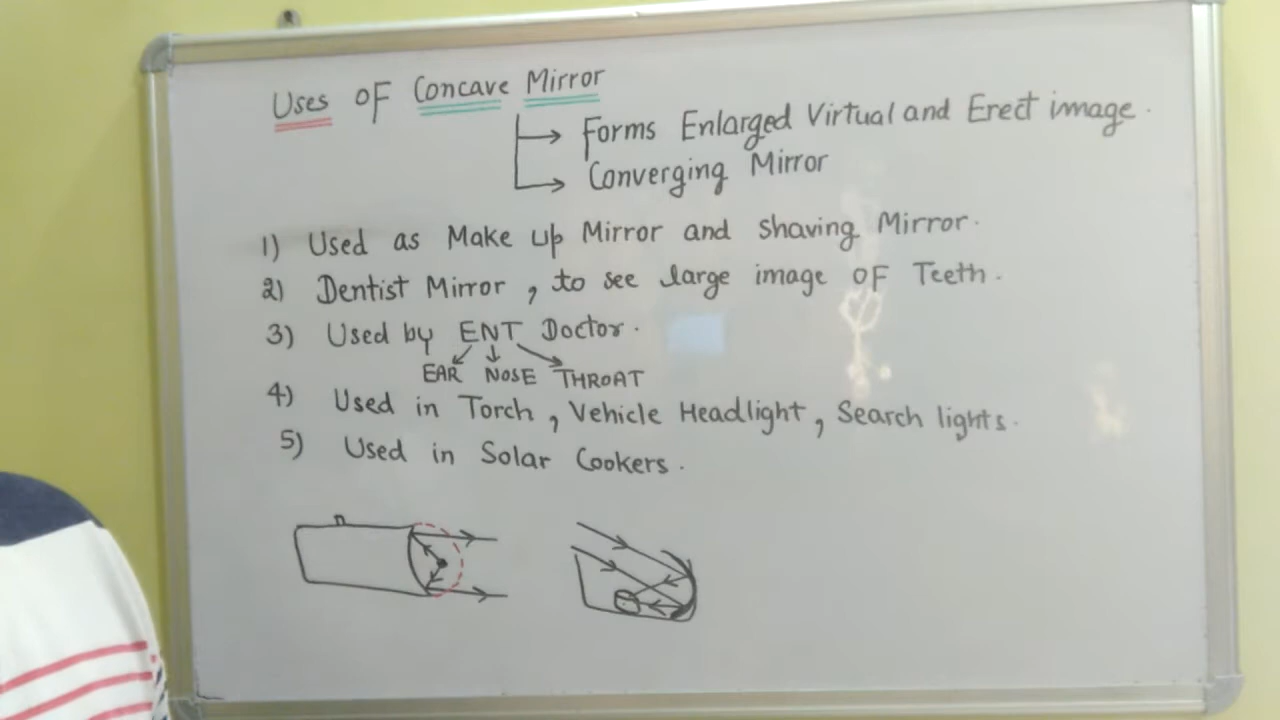 Uses OF Concave Mirror
Forms Enlarged Virtual and Erect image.
Converging Mirror
1) Used as Make up Mirror and shaving Mirror.
2) Dentist Mirror, to see large image OF Teeth.
3) Used by ENT Doctor.
EAR NOSE THROAT
4) Used in Torch, Vehicle Headlight, Search lights.
5) Used in Solar Cookers.